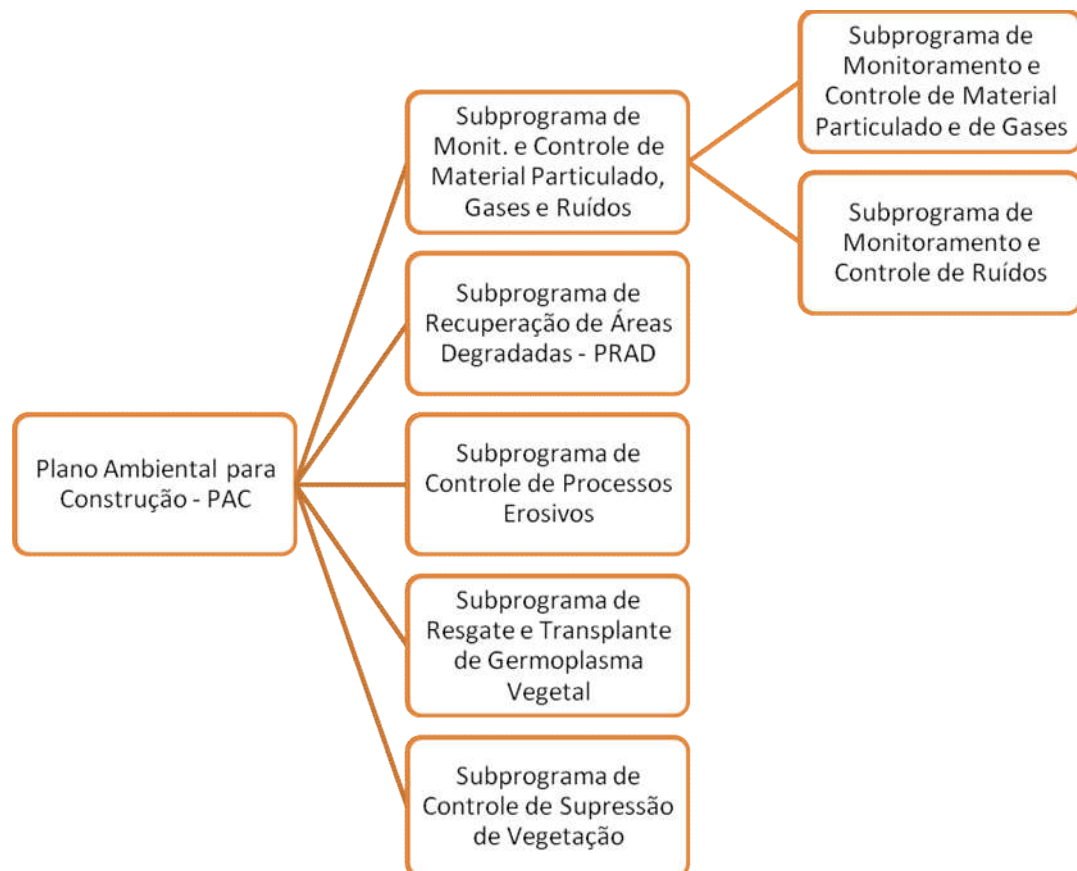 Plano Ambiental para
Construção - PAC
Subprograma de
Monit. e Controle de
Material Particulado,
Gases e Ruídos
Subprograma de
Monitoramento e
Controle de Material
Particulado e de Gases
Subprograma de
Monitoramento e
Controle de Ruídos
Subprograma de
Recuperação de Áreas
Degradadas - PRAD
Subprograma de
Controle de Processos
Erosivos
Subprograma de
Resgate e Transplante
de Germoplasma
Vegetal
Subprograma de
Controle de Supressão
de Vegetação